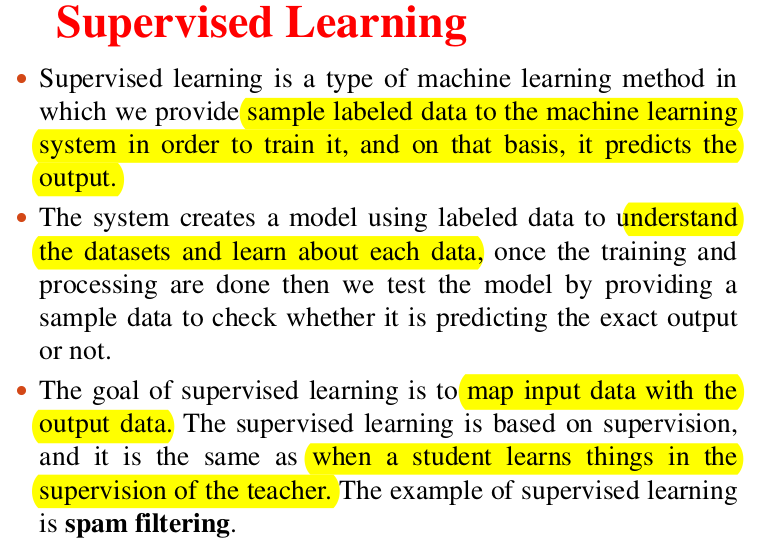 Supervised Learning
• Supervised learning is a type of machine learning method in
which we provide sample labeled data to the machine learning
system in order to train it, and on that basis, it predicts the
output.
• The system creates a model using labeled data to understand
the datasets and learn about each data, once the training and
processing are done then we test the model by providing a
sample data to check whether it is predicting the exact output
or not.
• The goal of supervised learning is to map input data with the
output data. The supervised learning is based on supervision,
and it is the same as when a student learns things in the
supervision of the teacher. The example of supervised learning
is spam filtering.